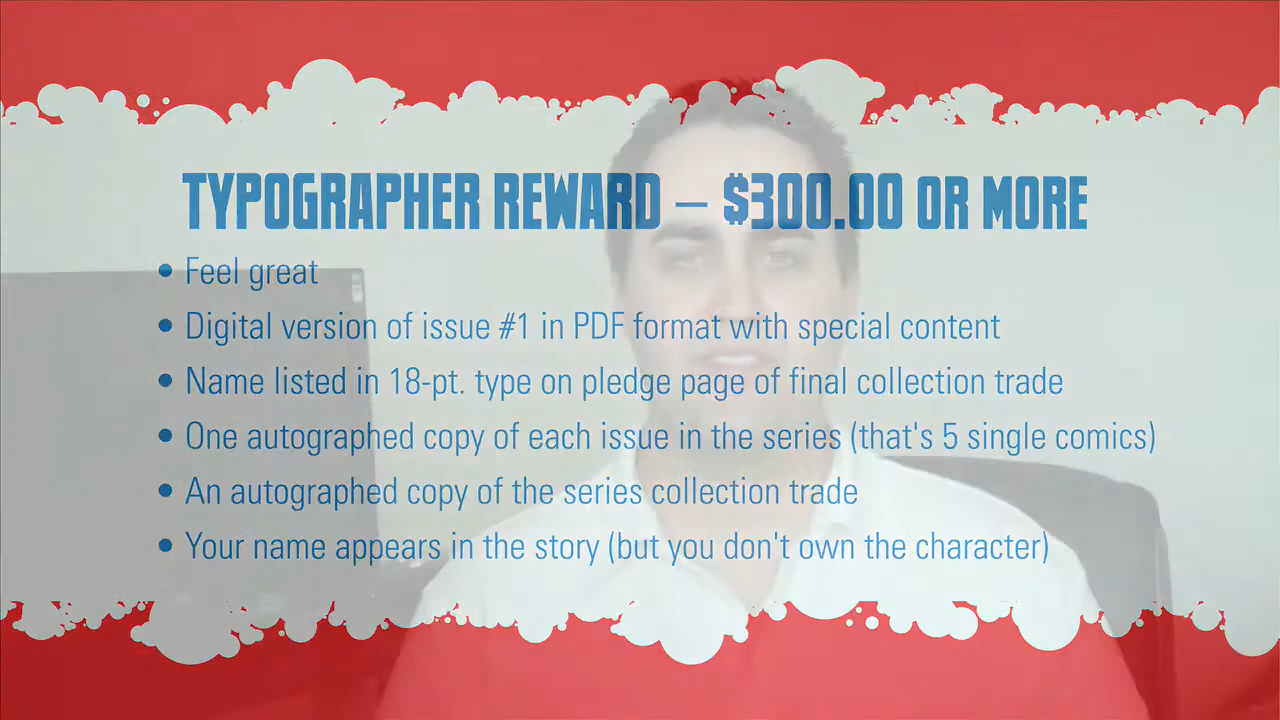 TYPOGRAPHER REWARD – $300.00 OR MORE
• Feel great
• Digital version of issue #1 in PDF format with special content
• Name listed in 18-pt. type on pledge page of final collection trade
• One autographed copy of each issue in the series (that's 5 single comics)
• An autographed copy of the series collection trade
• Your name appears in the story (but you don't own the character)